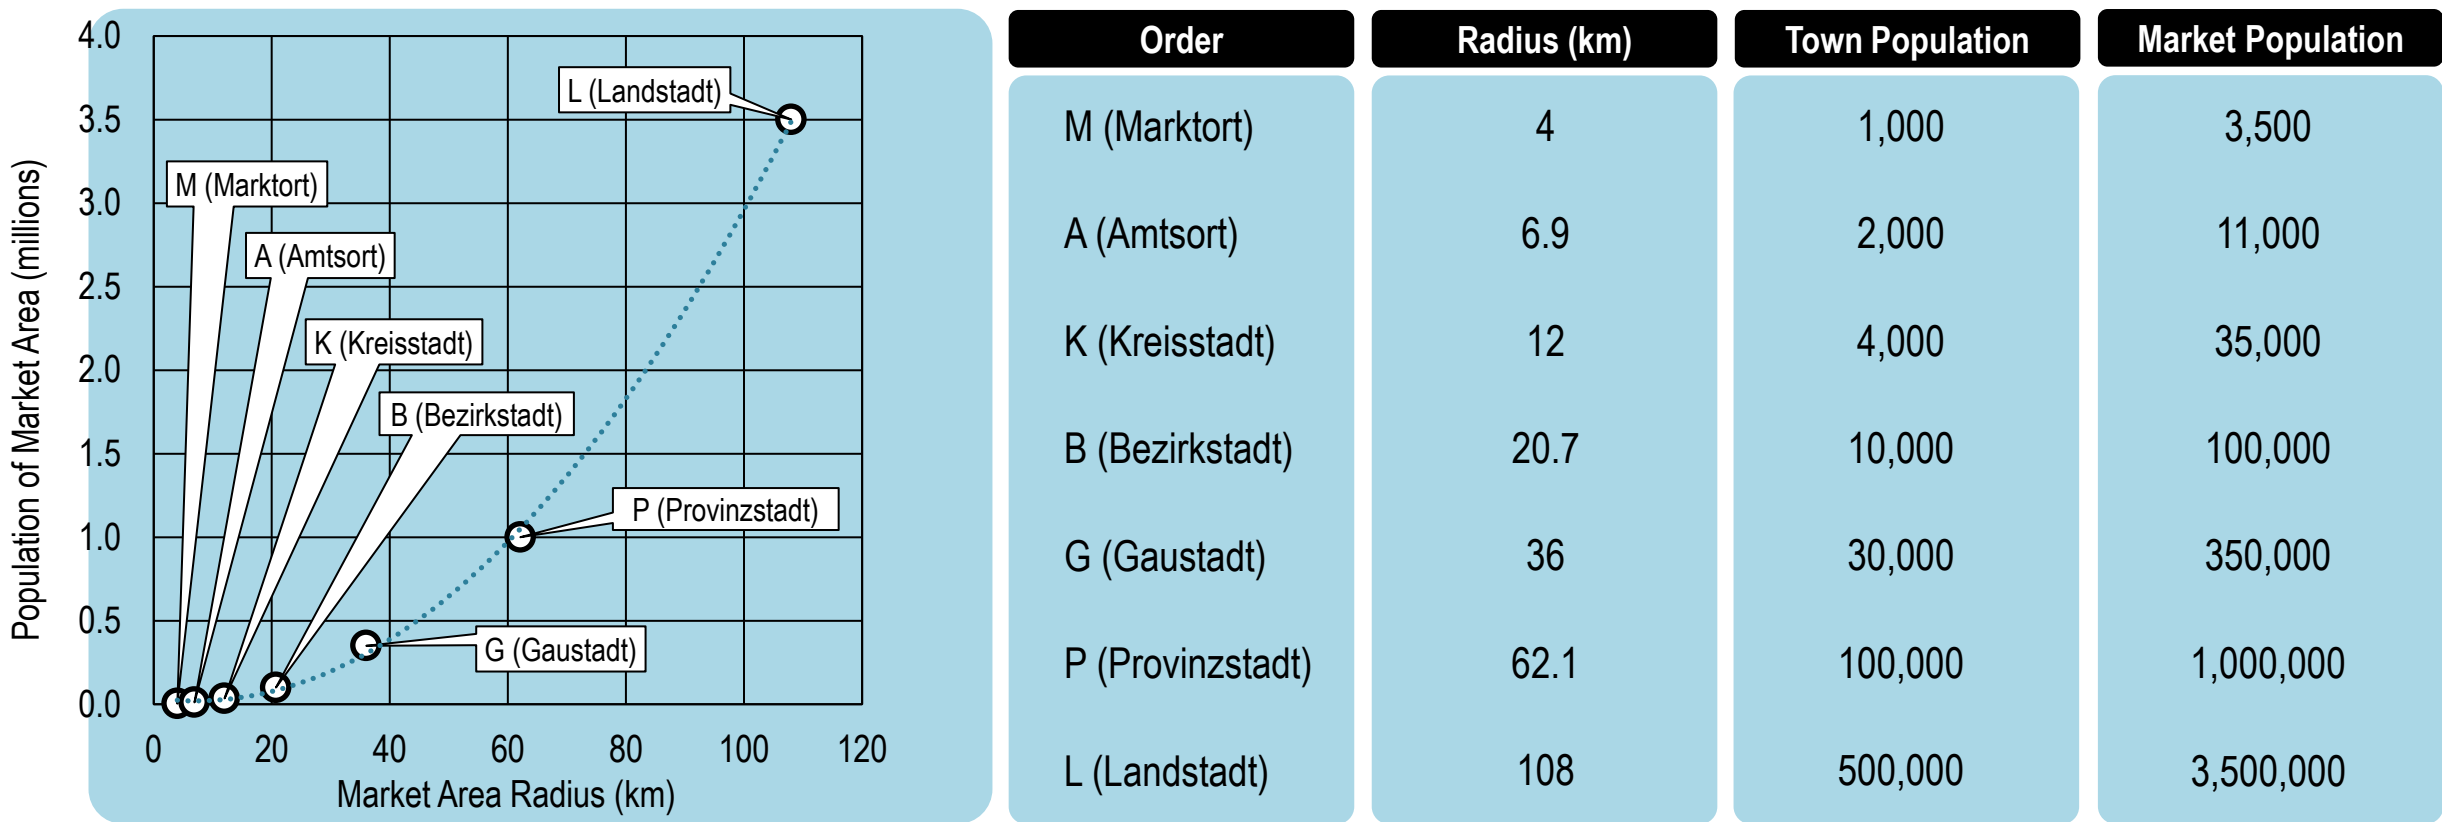 4.0
3.5
3.0
2.5
2.0
1.5
1.0
0.5
0.0
0 20 40 60 80 100 120
Population of Market Area (millions)
Market Area Radius (km)
L (Landstadt)
M (Marktort)
A (Amtsort)
K (Kreisstadt)
B (Bezirkstadt)
P (Provinzstadt)
G (Gaustadt)
Order Radius (km) Town Population Market Population
M (Marktort) 4 1,000 3,500
A (Amtsort) 6.9 2,000 11,000
K (Kreisstadt) 12 4,000 35,000
B (Bezirkstadt) 20.7 10,000 100,000
G (Gaustadt) 36 30,000 350,000
P (Provinzstadt) 62.1 100,000 1,000,000
L (Landstadt) 108 500,000 3,500,000